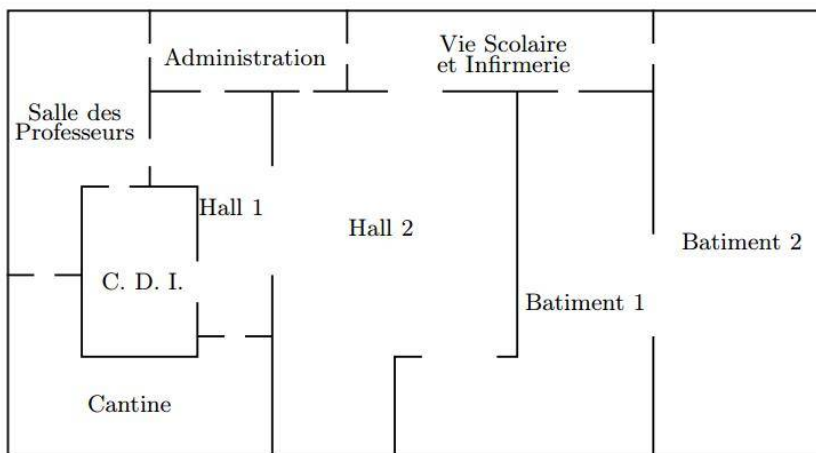 Administration
Vie Scolaire
et Infirmerie
Salle des
Professeurs
Hall 1
Hall 2
Batiment 2
C. D. I.
Batiment 1
Cantine